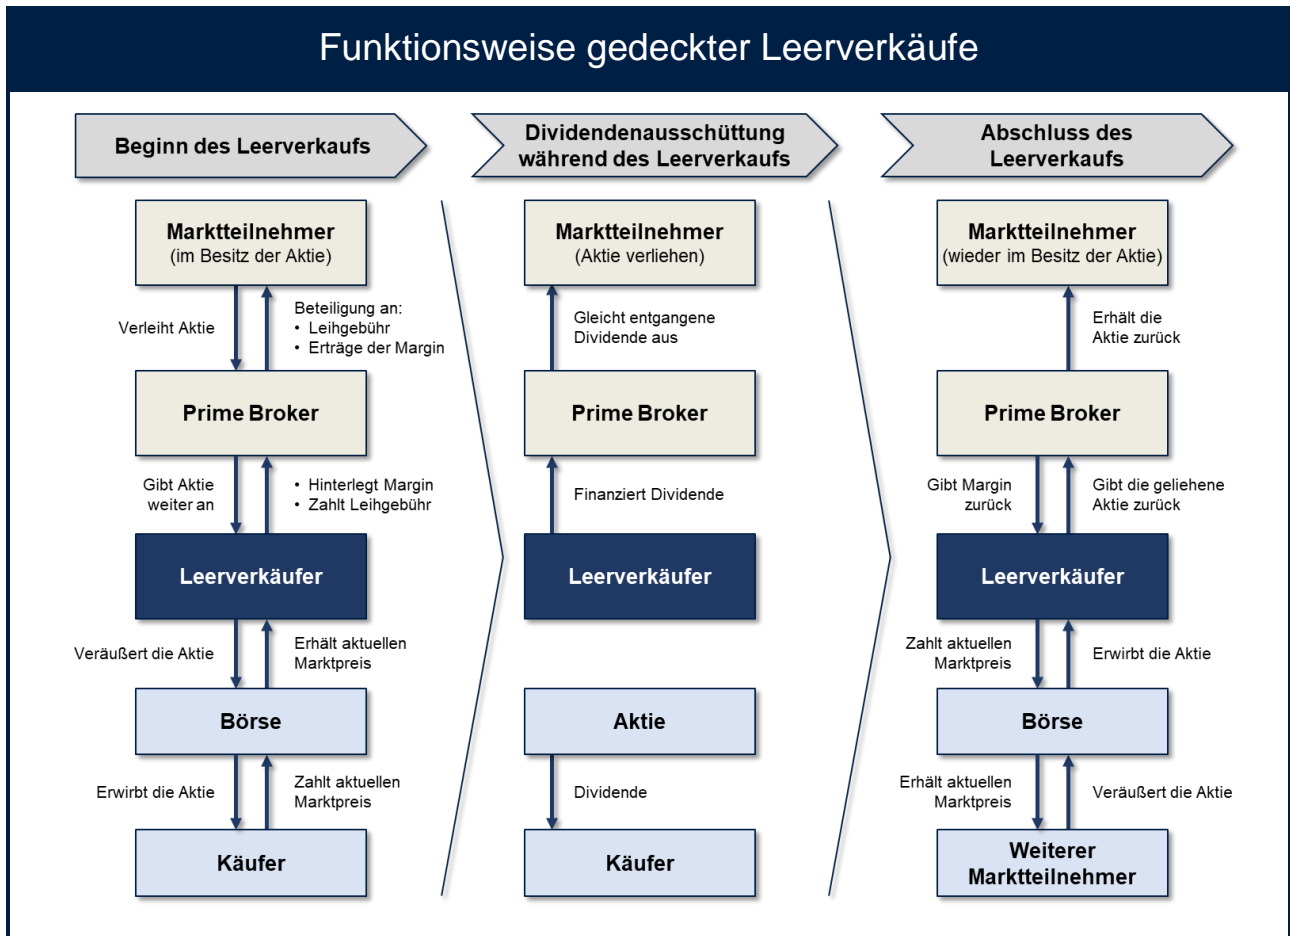 Funktionsweise gedeckter Leerverkäufe
Beginn des Leerverkaufs
Marktteilnehmer
(im Besitz der Aktie)
Verleiht Aktie
Beteiligung an:
• Leihgebühr
• Erträge der Margin
Prime Broker
Gibt Aktie
weiter an
• Hinterlegt Margin
• Zahlt Leihgebühr
Leerverkäufer
Veräußert die Aktie
Erhält aktuellen
Marktpreis
Börse
Erwirbt die Aktie
Zahlt aktuellen
Marktpreis
Käufer
Dividendenausschüttung
während des Leerverkaufs
Marktteilnehmer
(Aktie verliehen)
Gleicht entgangene
Dividende aus
Prime Broker
Finanziert Dividende
Leerverkäufer
Aktie
Dividende
Käufer
Abschluss des
Leerverkaufs
Marktteilnehmer
(wieder im Besitz der Aktie)
Erhält die
Aktie zurück
Prime Broker
Gibt Margin
zurück
Gibt die geliehene
Aktie zurück
Leerverkäufer
Zahlt aktuellen
Marktpreis
Erwirbt die Aktie
Börse
Erhält aktuellen
Marktpreis
Veräußert die Aktie
Weiterer
Marktteilnehmer